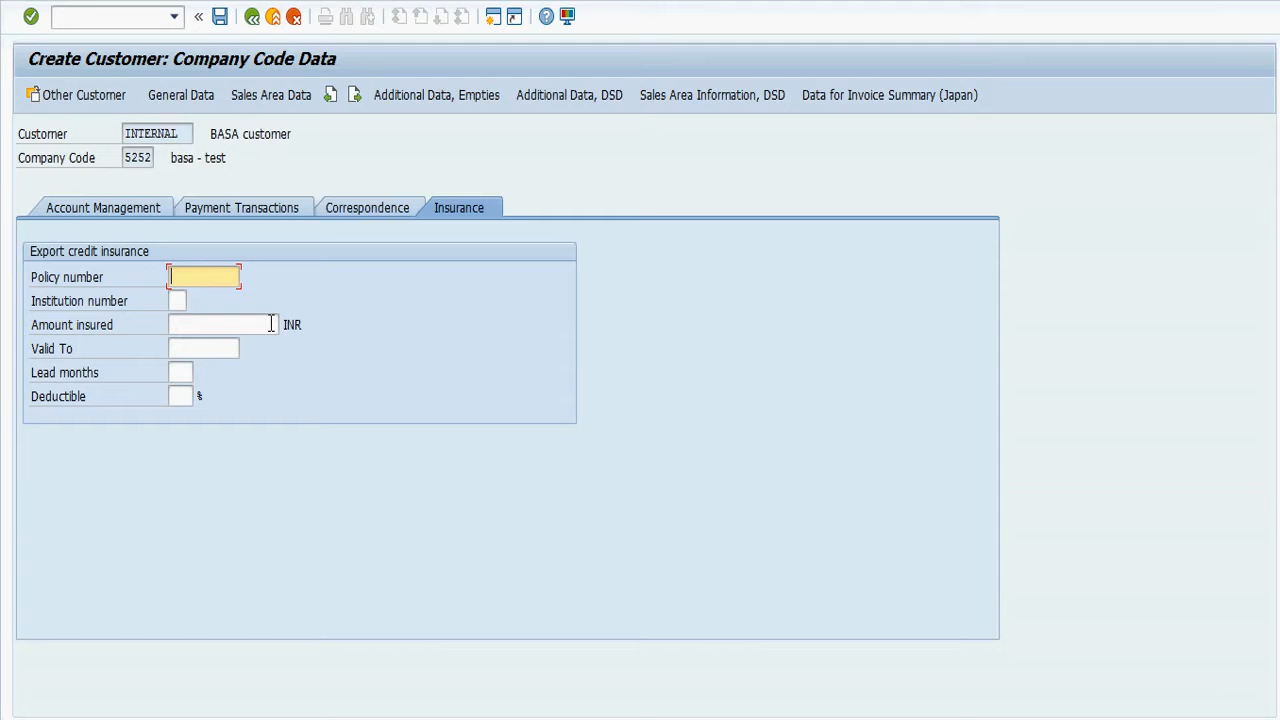 Create Customer: Company Code Data
Other Customer General Data Sales Area Data Additional Data, Empties Additional Data, DSD Sales Area Information, DSD Data for Invoice Summary (Japan)
Customer INTERNAL BASA customer
Company Code 5252 basa - test
Account Management Payment Transactions Correspondence Insurance
Export credit insurance
Policy number
Institution number
Amount insured INR
Valid To
Lead months
Deductible %